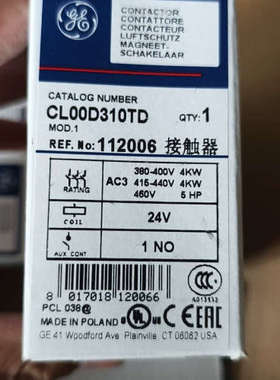 GE
CONTACTOR
CONTACTEUR
CONTATTORE
CONTACTOR
LUFTSCHUTZ
MAGNEET-
SCHAKELAAR
CATALOG NUMBER
CL00D310TD QTY: 1
MOD.1
REF. No: 112006 接触器
RATING AC3 380-400V 4KW
415-440V 4KW
460V 5 HP
COIL 24V
AUX. CONT 1 NO
8 017018 120066
PCL 038@
MADE IN POLAND
GE 41 Woodford Ave. Plainville CT 06062 USA